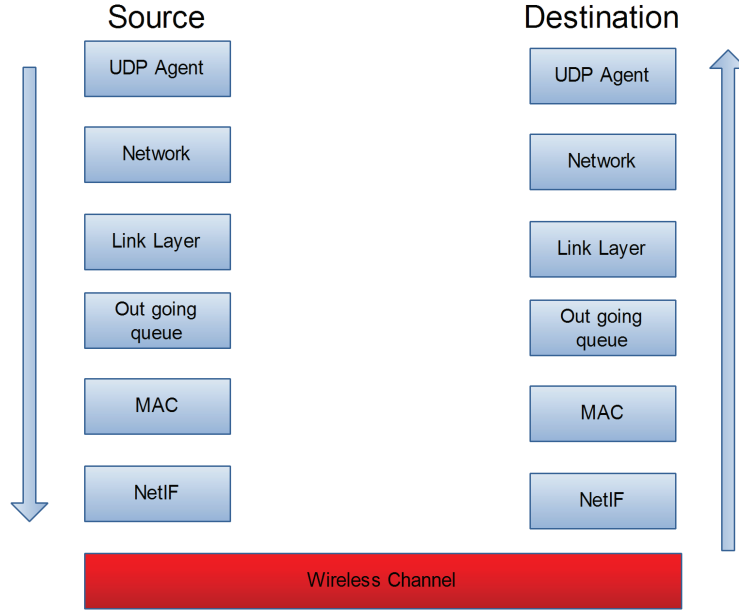 Source
UDP Agent
Network
Link Layer
Out going
queue
MAC
NetIF
Destination
UDP Agent
Network
Link Layer
Out going
queue
MAC
NetIF
Wireless Channel